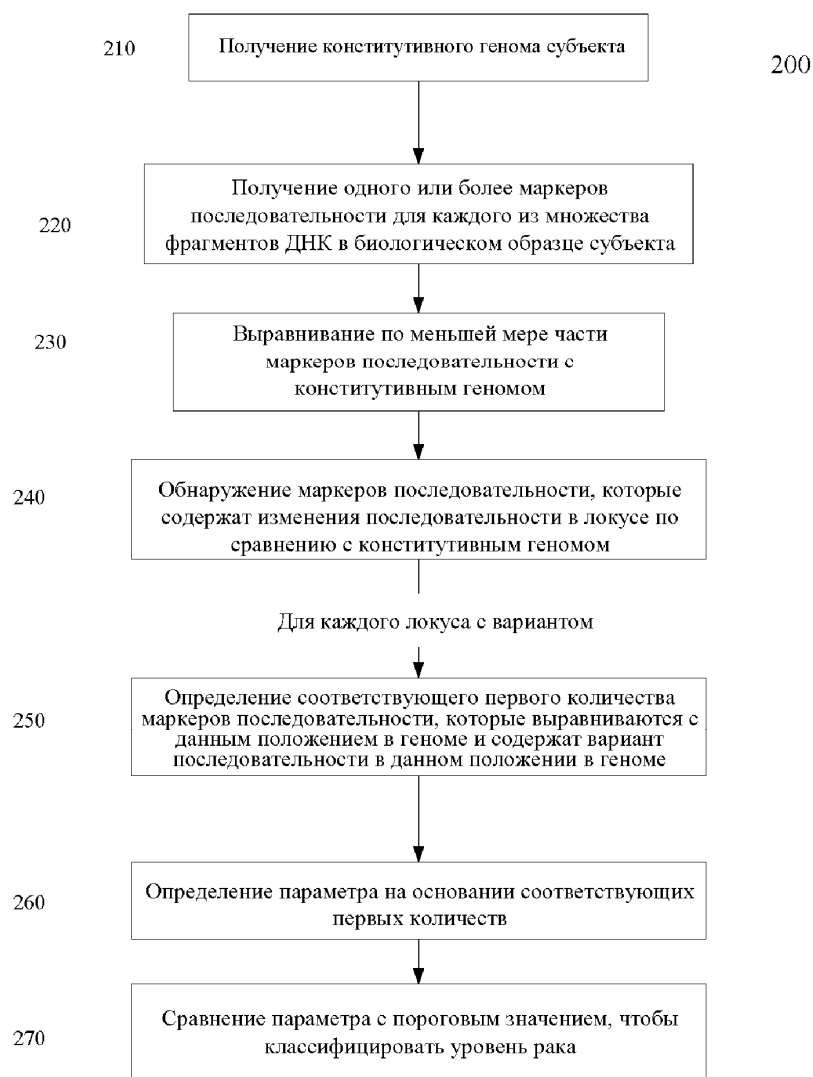 210
Получение конститутивного генома субъекта
200
220
Получение одного или более маркеров
последовательности для каждого из множества
фрагментов ДНК в биологическом образце субъекта
230
Выравнивание по меньшей мере части
маркеров последовательности с
конститутивным геномом
240
Обнаружение маркеров последовательности, которые
содержат изменения последовательности в локусе по
сравнению с конститутивным геномом
Для каждого локуса с вариантом
250
Определение соответствующего первого количества
маркеров последовательности, которые выравниваются с
данным положением в геноме и содержат вариант
последовательности в данном положении в геноме
260
Определение параметра на основании соответствующих
первых количеств
270
Сравнение параметра с пороговым значением, чтобы
классифицировать уровень рака